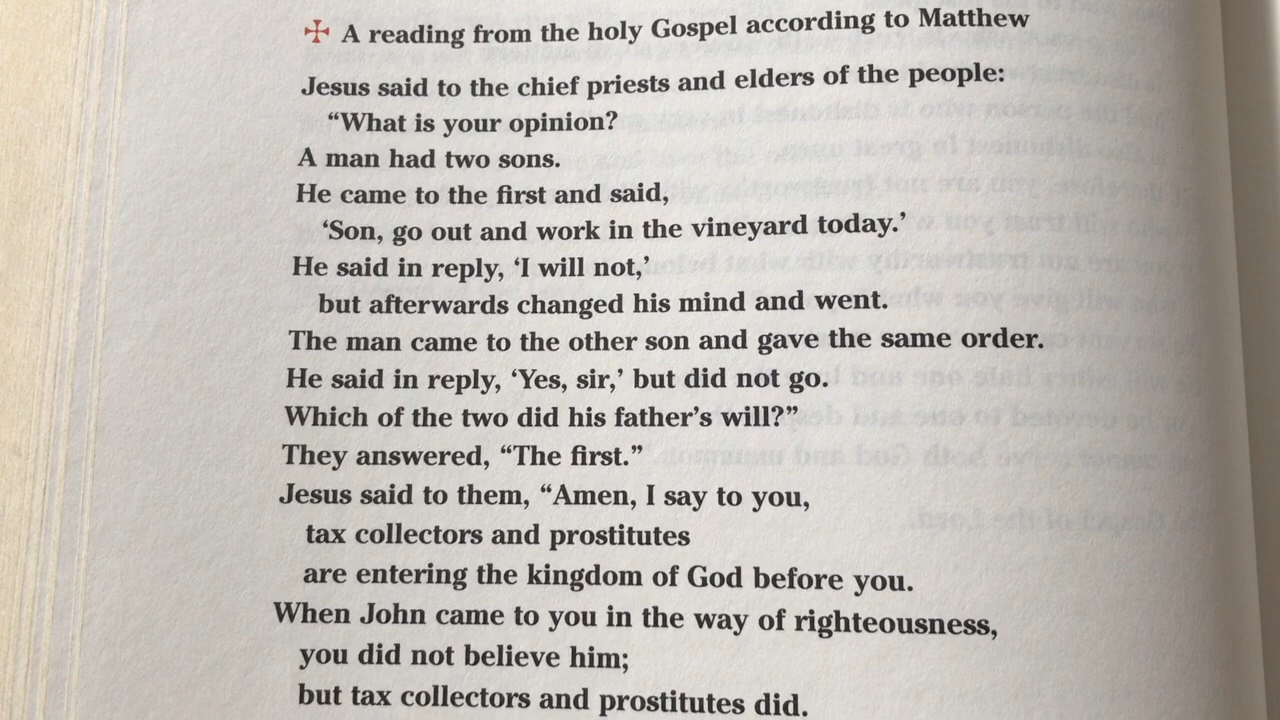 ✠ A reading from the holy Gospel according to Matthew
Jesus said to the chief priests and elders of the people:
“What is your opinion?
A man had two sons.
He came to the first and said,
‘Son, go out and work in the vineyard today.’
He said in reply, ‘I will not,’
but afterwards changed his mind and went.
The man came to the other son and gave the same order.
He said in reply, ‘Yes, sir,’ but did not go.
Which of the two did his father’s will?”
They answered, “The first.”
Jesus said to them, “Amen, I say to you,
tax collectors and prostitutes
are entering the kingdom of God before you.
When John came to you in the way of righteousness,
you did not believe him;
but tax collectors and prostitutes did.